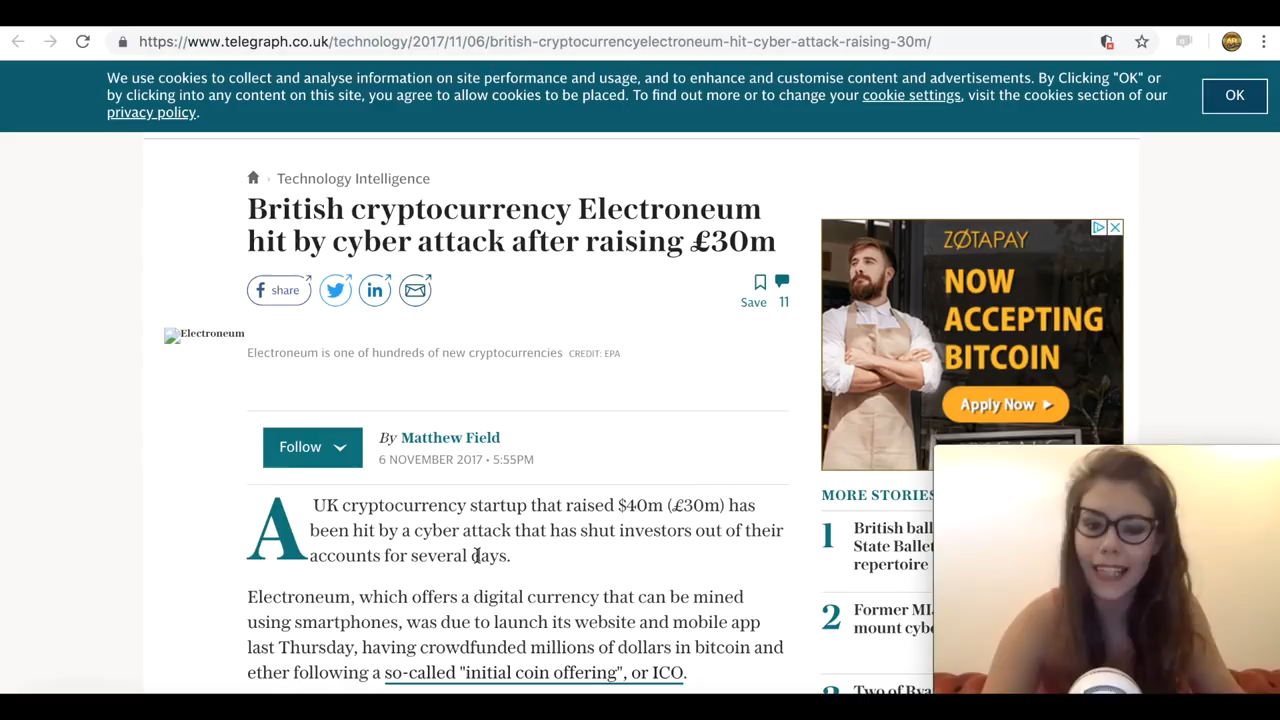 https://www.telegraph.co.uk/technology/2017/11/06/british-cryptocurrencyelectroneum-hit-cyber-attack-raising-30m/
We use cookies to collect and analyse information on site performance and usage, and to enhance and customise content and advertisements. By Clicking "OK" or
by clicking into any content on this site, you agree to allow cookies to be placed. To find out more or to change your cookie settings, visit the cookies section of our
privacy policy.
OK
Technology Intelligence
British cryptocurrency Electroneum
hit by cyber attack after raising £30m
share
Save 11
Electroneum
Electroneum is one of hundreds of new cryptocurrencies CREDIT: EPA
Follow
By Matthew Field
6 NOVEMBER 2017 • 5:55PM
A UK cryptocurrency startup that raised $40m (£30m) has
been hit by a cyber attack that has shut investors out of their
accounts for several days.
Electroneum, which offers a digital currency that can be mined
using smartphones, was due to launch its website and mobile app
last Thursday, having crowdfunded millions of dollars in bitcoin and
ether following a so-called "initial coin offering", or ICO.
ZØTAPAY
NOW
ACCEPTING
BITCOIN
Apply Now
MORE STORIES
1 British ball
State Ballet
repertoire
2 Former MI
mount cyb
Two of Rya